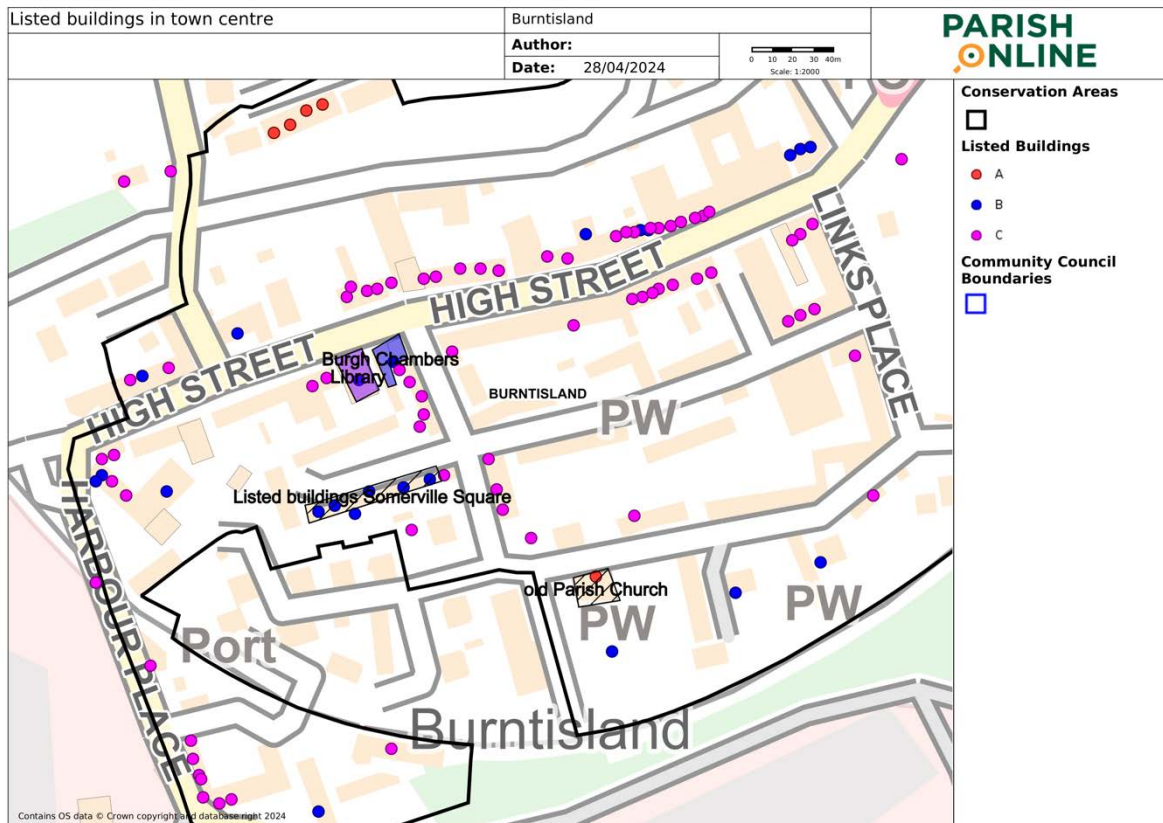 Listed buildings in town centre
Burntisland
Author:
Date: 28/04/2024
0 10 20 30 40m
Scale: 1:2000
PARISH
ONLINE
Conservation Areas
Listed Buildings
A
B
C
Community Council
Boundaries
LINKS PLACE
HIGH STREET
HIGH STREET
Burgh Chambers
Library
BURNTISLAND
PW
Listed buildings Somerville Square
HARBOUR PLACE
old Parish Church
PW
PW
Port
Burntisland
Contains OS data © Crown copyright and database right 2024